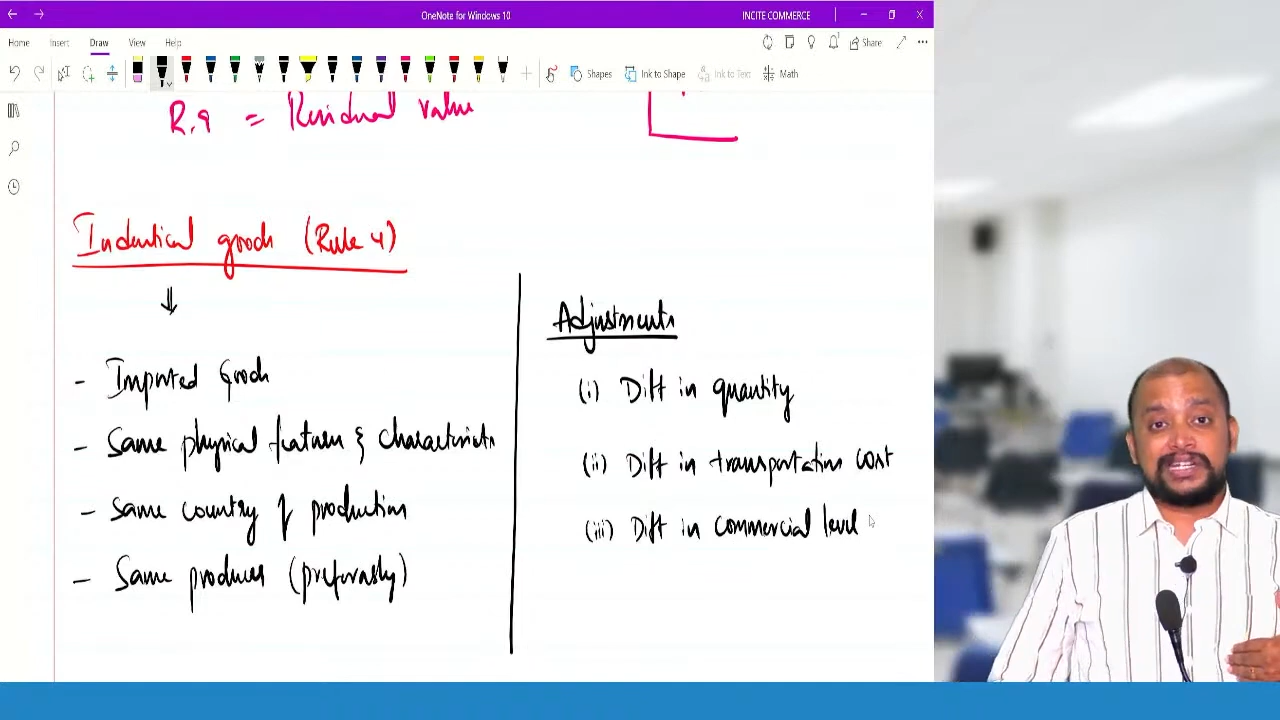 OneNote for Windows 10
INCITE COMMERCE
Home Insert Draw View Help
Share
Shapes Ink to Shape Ink to Text Math
R.9 = Residual value
Indentical goods (Rule 4)
- Imported Goods
- Same physical features & characteristics
- Same country of production
- Same producer (preferably)
Adjustments
(i) Diff in quantity
(ii) Diff in transportation cost
(iii) Diff in commercial level